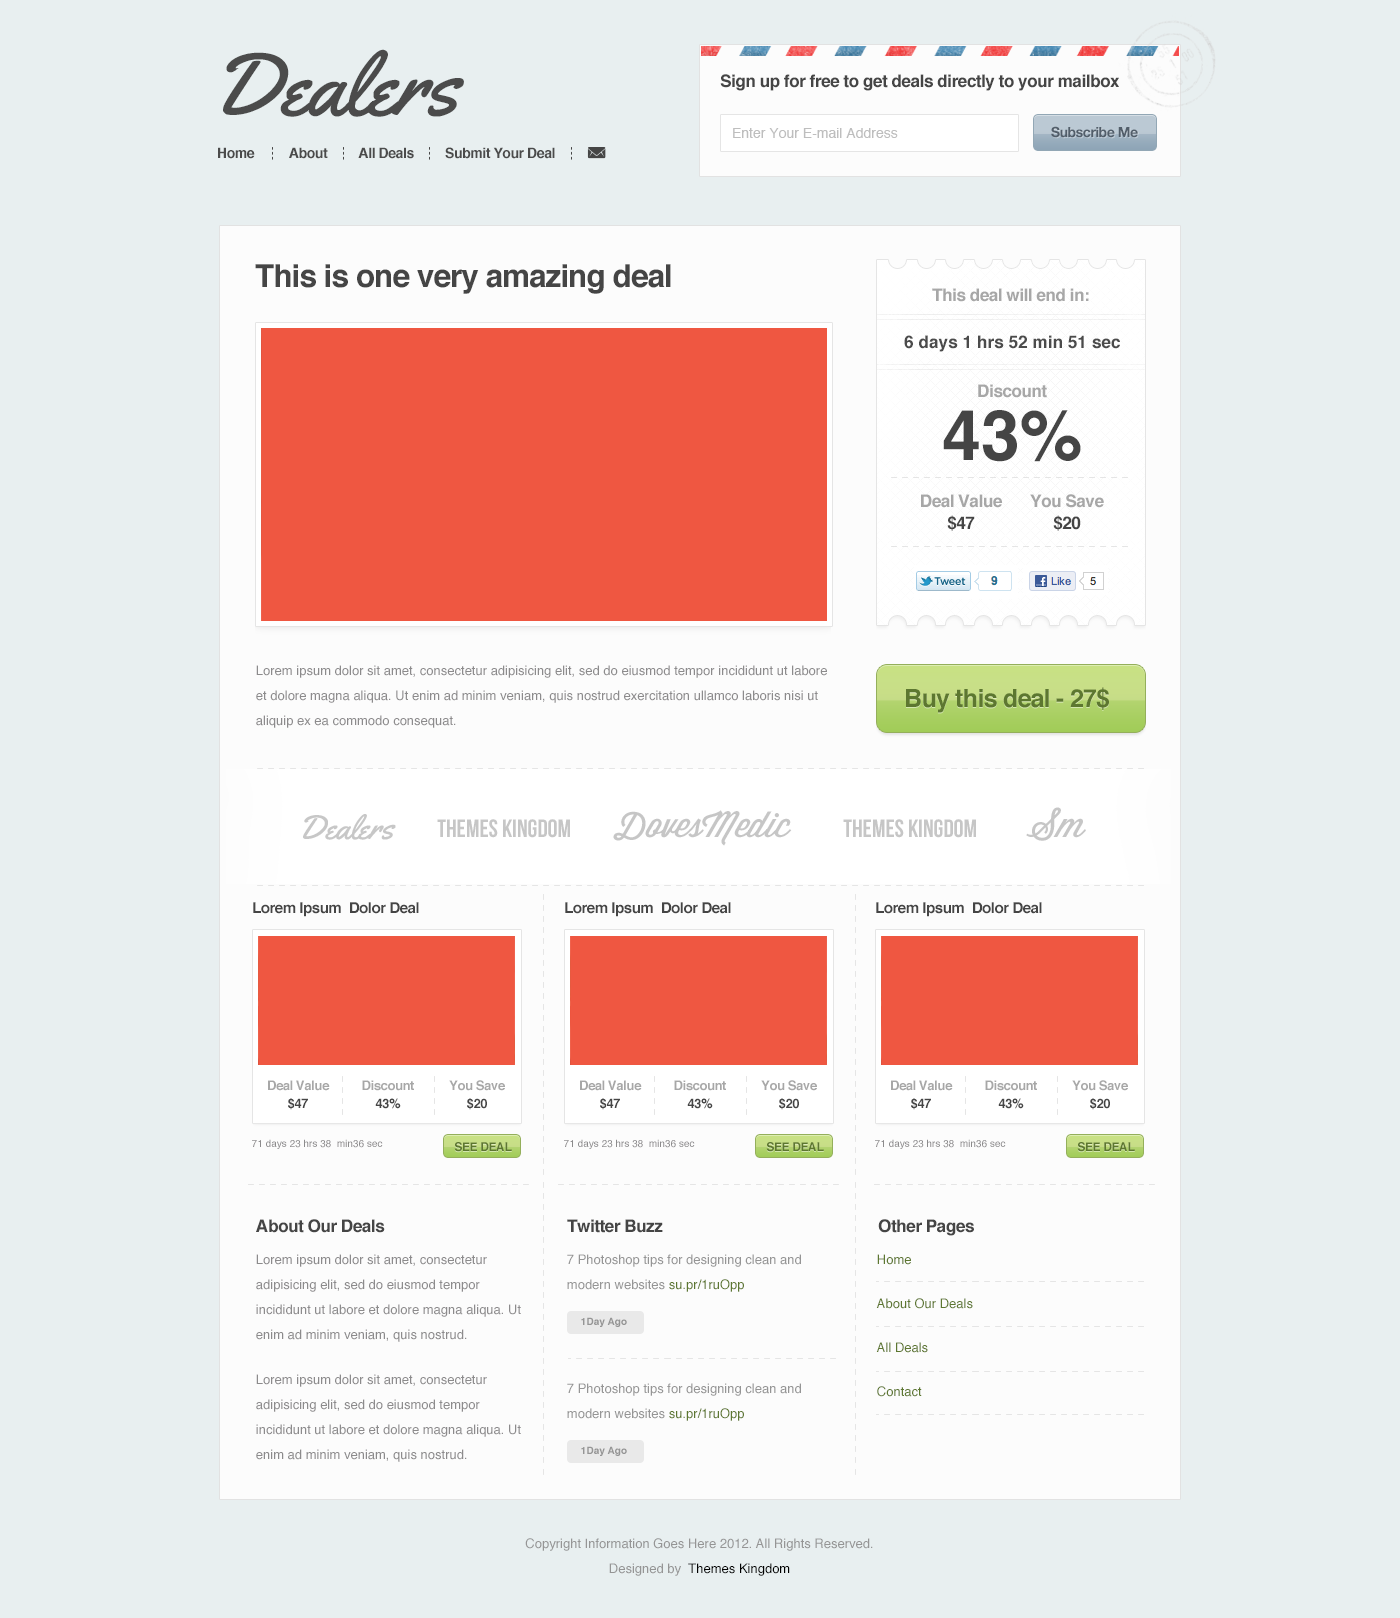 Dealers
Home
About
All Deals
Submit Your Deal
Sign up for free to get deals directly to your mailbox
Enter Your E-mail Address
Subscribe Me
This is one very amazing deal
This deal will end in:
6 days 1 hrs 52 min 51 sec
Discount
43%
Deal Value
You Save
$47
$20
Tweet
9
Like
5
Lorem ipsum dolor sit amet, consectetur adipisicing elit, sed do eiusmod tempor incididunt ut labore
et dolore magna aliqua. Ut enim ad minim veniam, quis nostrud exercitation ullamco laboris nisi ut
aliquip ex ea commodo consequat.
Buy this deal - 27$
Dealers
THEMES KINGDOM
DovesMedic
THEMES KINGDOM
Sm
Lorem Ipsum  Dolor Deal
Deal Value
Discount
You Save
$47
43%
$20
71 days 23 hrs 38  min36 sec
SEE DEAL
Lorem Ipsum  Dolor Deal
Deal Value
Discount
You Save
$47
43%
$20
71 days 23 hrs 38  min36 sec
SEE DEAL
Lorem Ipsum  Dolor Deal
Deal Value
Discount
You Save
$47
43%
$20
71 days 23 hrs 38  min36 sec
SEE DEAL
About Our Deals
Lorem ipsum dolor sit amet, consectetur
adipisicing elit, sed do eiusmod tempor
incididunt ut labore et dolore magna aliqua. Ut
enim ad minim veniam, quis nostrud.
Lorem ipsum dolor sit amet, consectetur
adipisicing elit, sed do eiusmod tempor
incididunt ut labore et dolore magna aliqua. Ut
enim ad minim veniam, quis nostrud.
Twitter Buzz
7 Photoshop tips for designing clean and
modern websites su.pr/1ruOpp
1Day Ago
7 Photoshop tips for designing clean and
modern websites su.pr/1ruOpp
1Day Ago
Other Pages
Home
About Our Deals
All Deals
Contact
Copyright Information Goes Here 2012. All Rights Reserved.
Designed by  Themes Kingdom